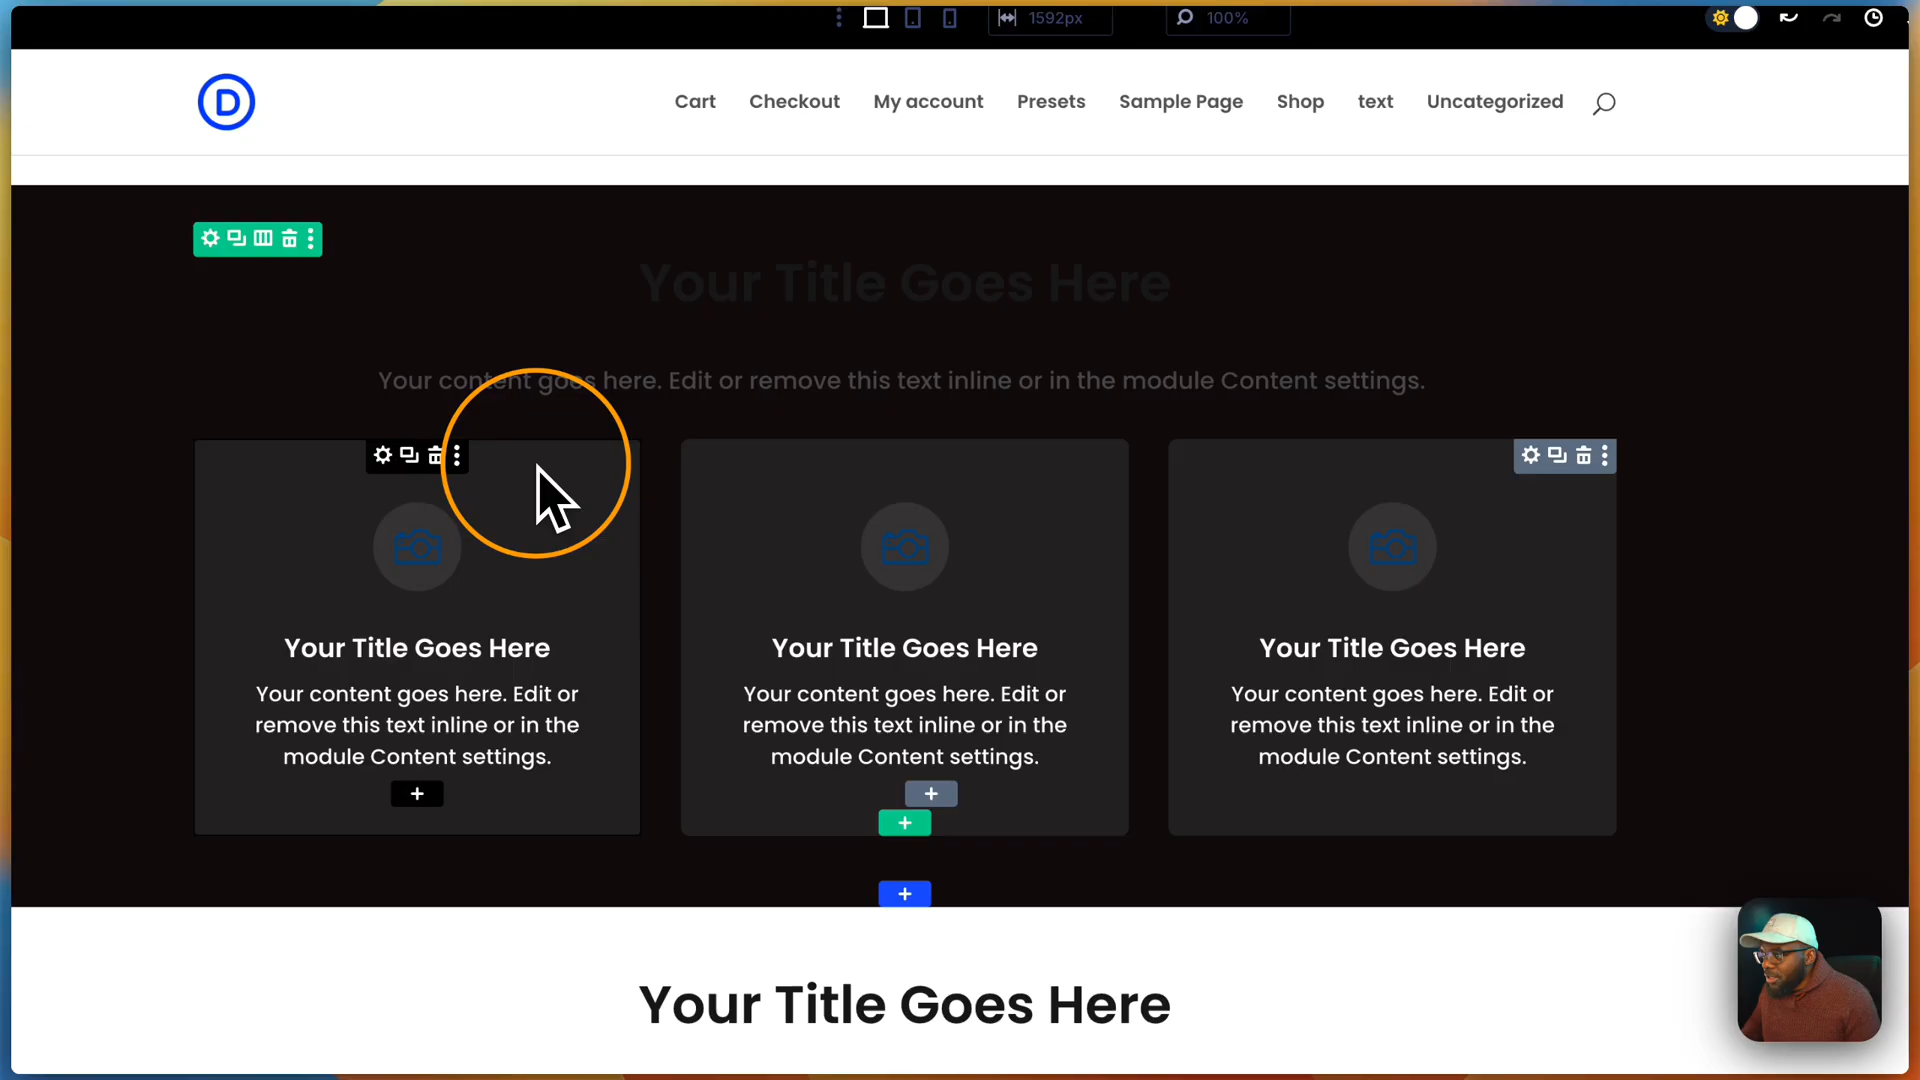 1592px
100%
D
Cart
Checkout
My account
Presets
Sample Page
Shop
text
Uncategorized
Your Title Goes Here
Your content goes here. Edit or remove this text inline or in the module Content settings.
Your Title Goes Here
Your content goes here. Edit or
remove this text inline or in the
module Content settings.
+
Your Title Goes Here
Your content goes here. Edit or
remove this text inline or in the
module Content settings.
+
+
Your Title Goes Here
Your content goes here. Edit or
remove this text inline or in the
module Content settings.
+
Your Title Goes Here